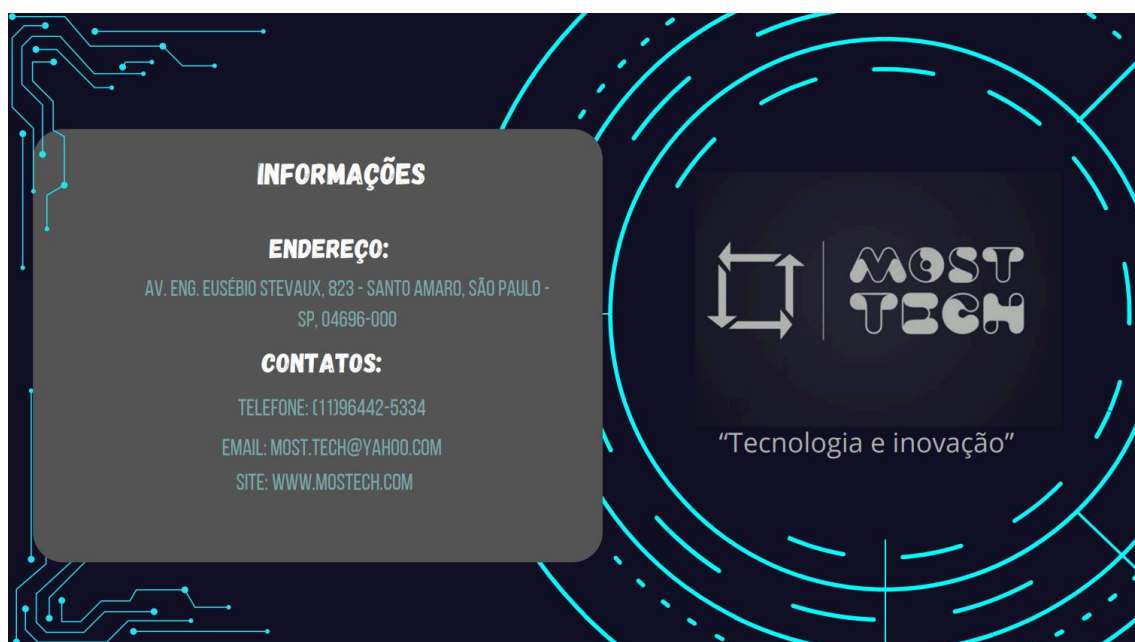 INFORMAÇÕES
ENDEREÇO:
AV. ENG. EUSÉBIO STEVAUX, 823 - SANTO AMARO, SÃO PAULO -
SP, 04696-000
CONTATOS:
TELEFONE: (11)96442-5334
EMAIL: MOST.TECH@YAHOO.COM
SITE: WWW.MOSTECH.COM
MOST
TECH
“Tecnologia e inovação”